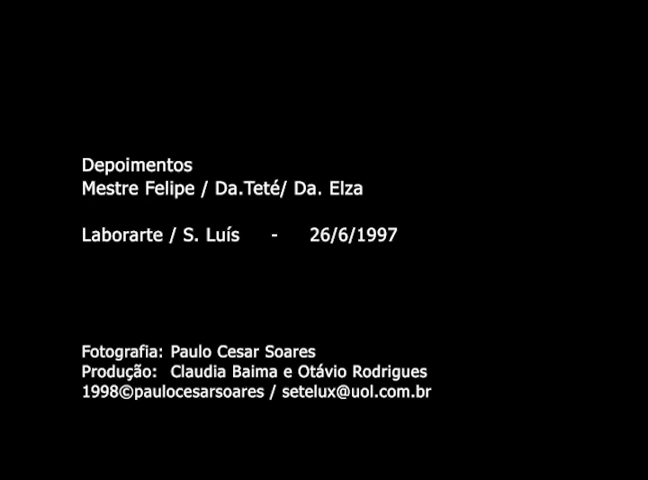 Depoimentos
Mestre Felipe / Da.Teté/ Da. Elza
Laborarte / S. Luís - 26/6/1997
Fotografia: Paulo Cesar Soares
Produção: Claudia Baima e Otávio Rodrigues
1998©paulocesarsoares / setelux@uol.com.br